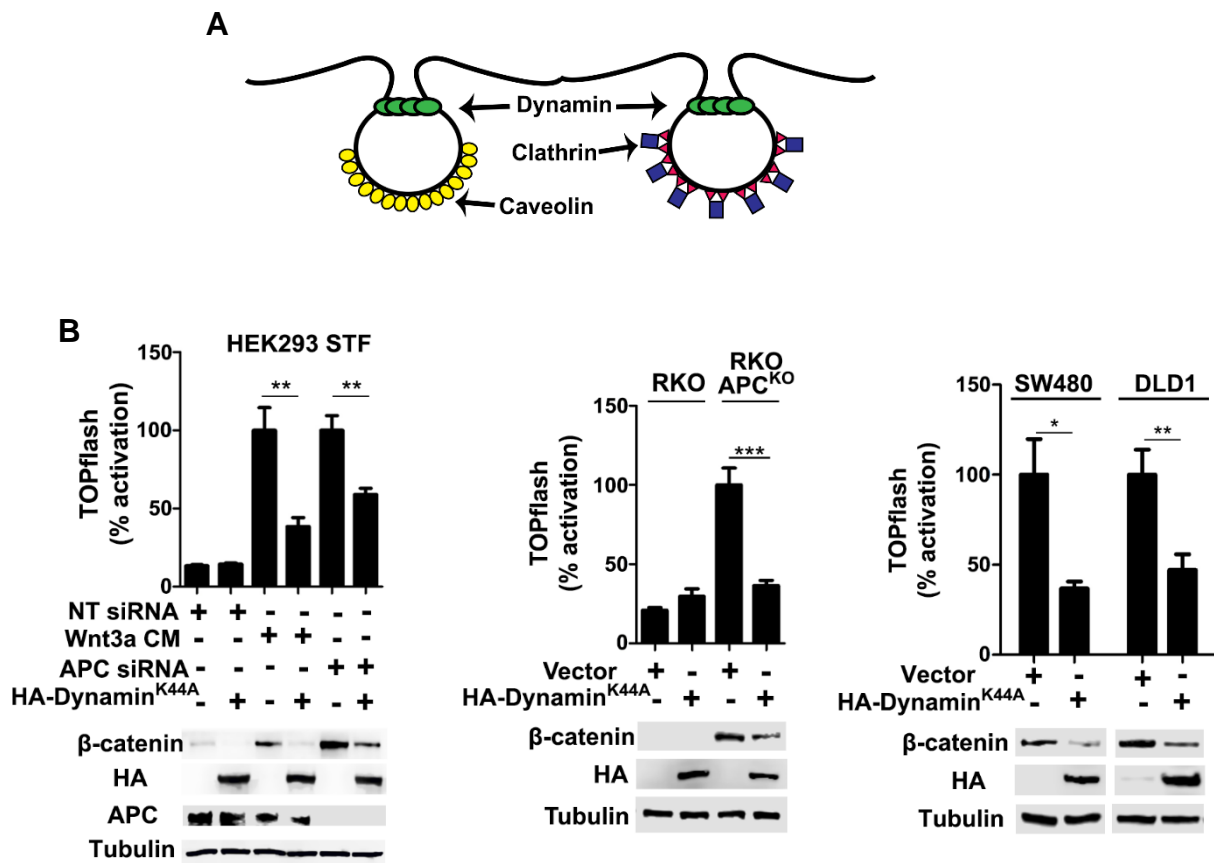 A
Dynamin
Clathrin
Caveolin
B
HEK293 STF
TOPflash
(% activation)
150
100
50
0
** **
NT siRNA + + - - - -
Wnt3a CM - - + + - -
APC siRNA - - - - + +
HA-Dynamin^K44A - + - + - +
β-catenin
HA
APC
Tubulin
RKO
RKO
APC^KO
TOPflash
(% activation)
150
100
50
0
***
Vector + - + -
HA-Dynamin^K44A - + - +
β-catenin
HA
Tubulin
SW480 DLD1
TOPflash
(% activation)
150
100
50
0
* **
Vector + - + -
HA-Dynamin^K44A - + - +
β-catenin
HA
Tubulin